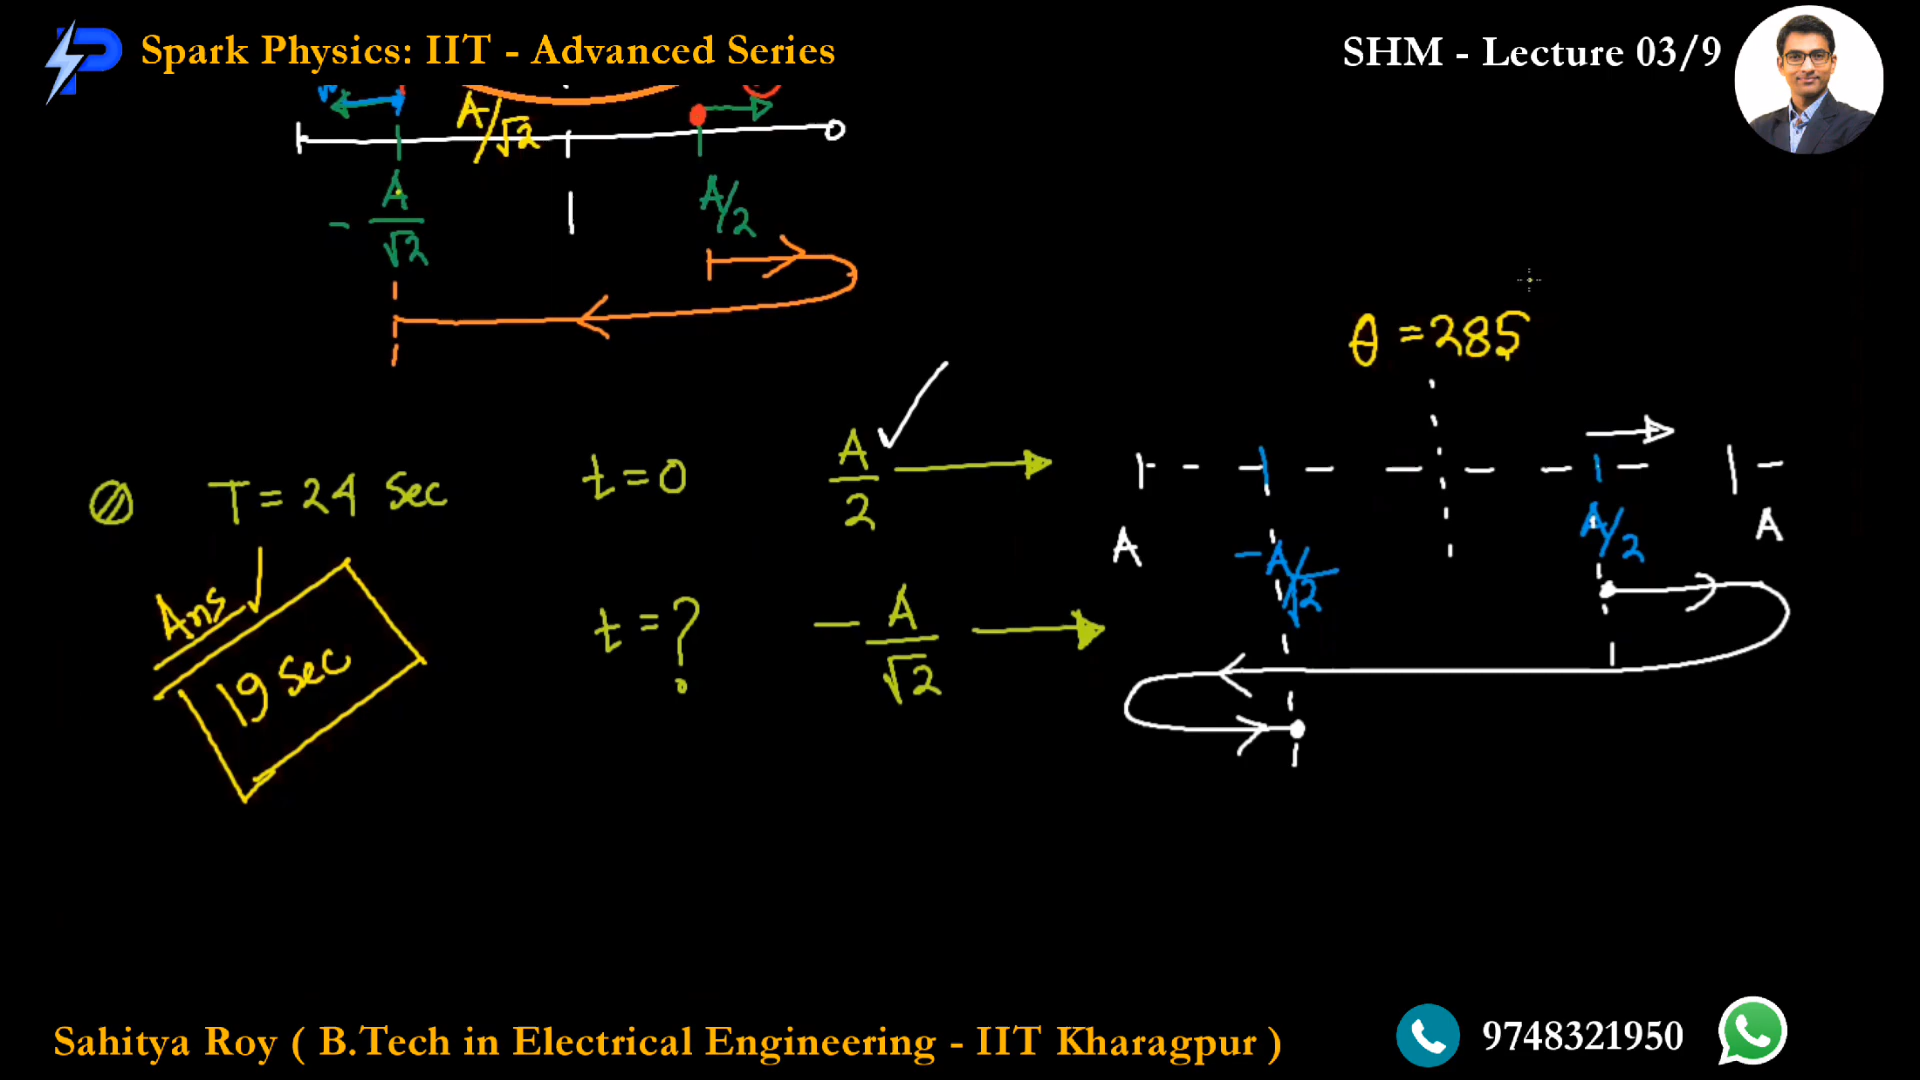 Spark Physics: IIT - Advanced Series
SHM - Lecture 03/9
A/√2
- A/√2
A/2
θ = 285
T = 24 Sec
t = 0
A/2
A
-A/√2
A/2
A
Ans
19 Sec
t = ?
- A/√2
Sahitya Roy ( B.Tech in Electrical Engineering - IIT Kharagpur )
9748321950